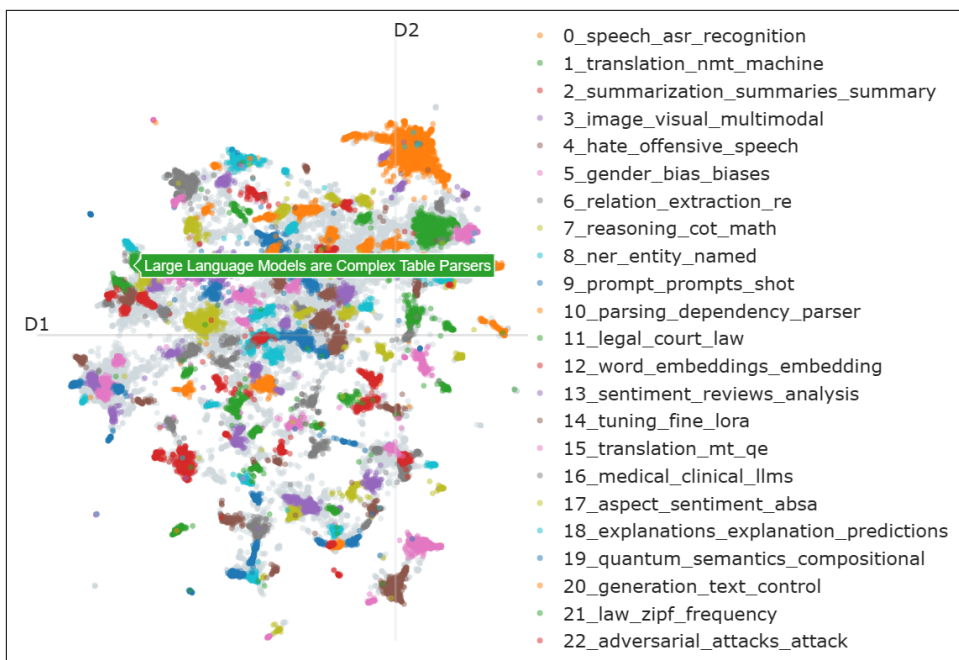 D2
Large Language Models are Complex Table Parsers
D1
0_speech_asr_recognition
1_translation_nmt_machine
2_summarization_summaries_summary
3_image_visual_multimodal
4_hate_offensive_speech
5_gender_bias_biases
6_relation_extraction_re
7_reasoning_cot_math
8_ner_entity_named
9_prompt_prompts_shot
10_parsing_dependency_parser
11_legal_court_law
12_word_embeddings_embedding
13_sentiment_reviews_analysis
14_tuning_fine_lora
15_translation_mt_qe
16_medical_clinical_llms
17_aspect_sentiment_absa
18_explanations_explanation_predictions
19_quantum_semantics_compositional
20_generation_text_control
21_law_zipf_frequency
22_adversarial_attacks_attack